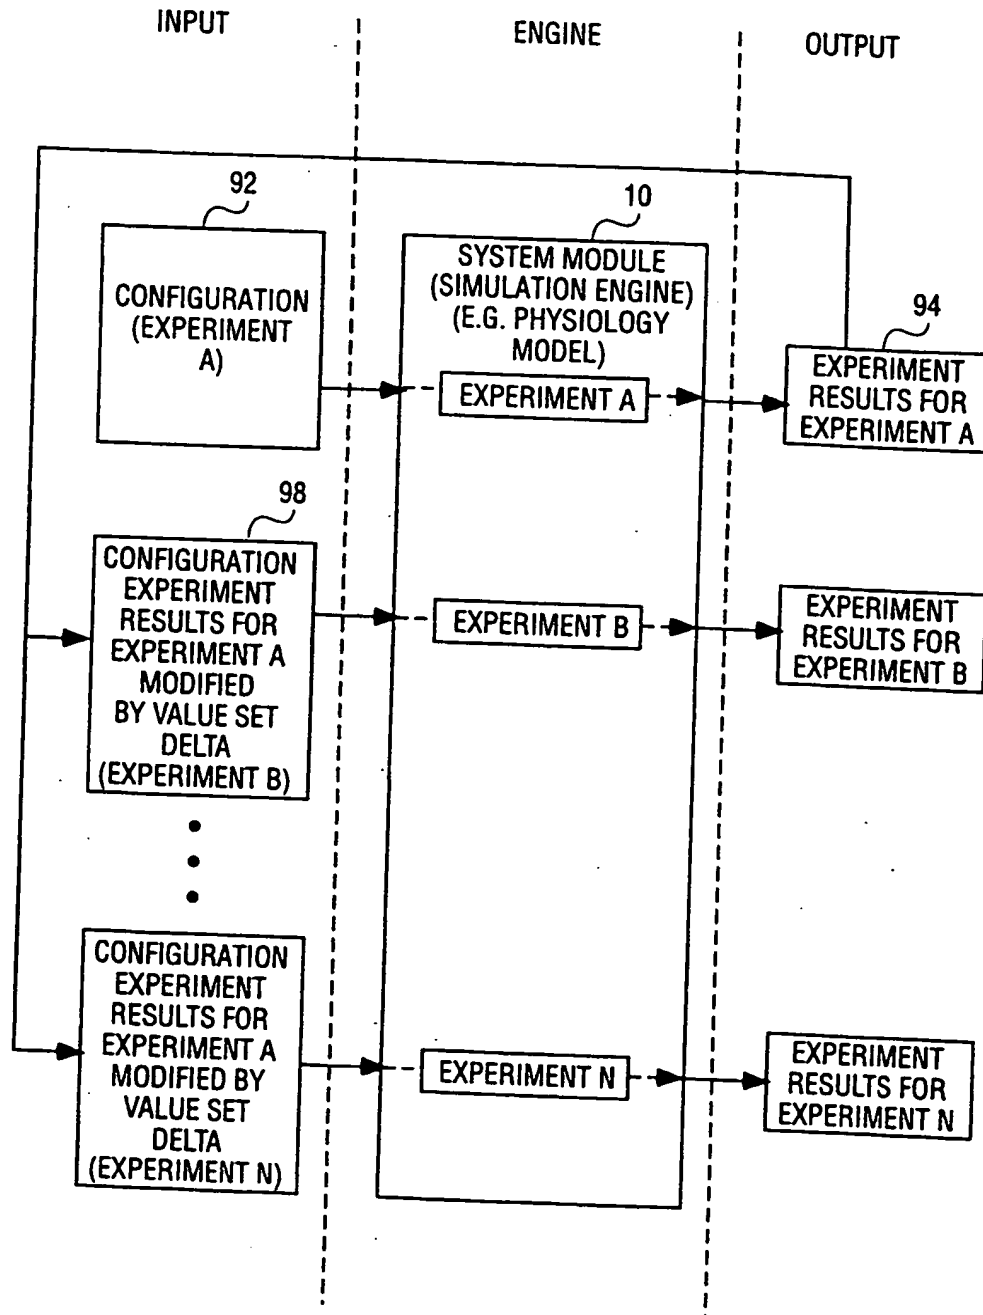 INPUT
ENGINE
OUTPUT
92
CONFIGURATION
(EXPERIMENT
A)
10
SYSTEM MODULE
(SIMULATION ENGINE)
(E.G. PHYSIOLOGY
MODEL)
EXPERIMENT A
94
EXPERIMENT
RESULTS FOR
EXPERIMENT A
98
CONFIGURATION
EXPERIMENT
RESULTS FOR
EXPERIMENT A
MODIFIED
BY VALUE SET
DELTA
(EXPERIMENT B)
EXPERIMENT B
EXPERIMENT
RESULTS FOR
EXPERIMENT B
CONFIGURATION
EXPERIMENT
RESULTS FOR
EXPERIMENT A
MODIFIED BY
VALUE SET
DELTA
(EXPERIMENT N)
EXPERIMENT N
EXPERIMENT
RESULTS FOR
EXPERIMENT N